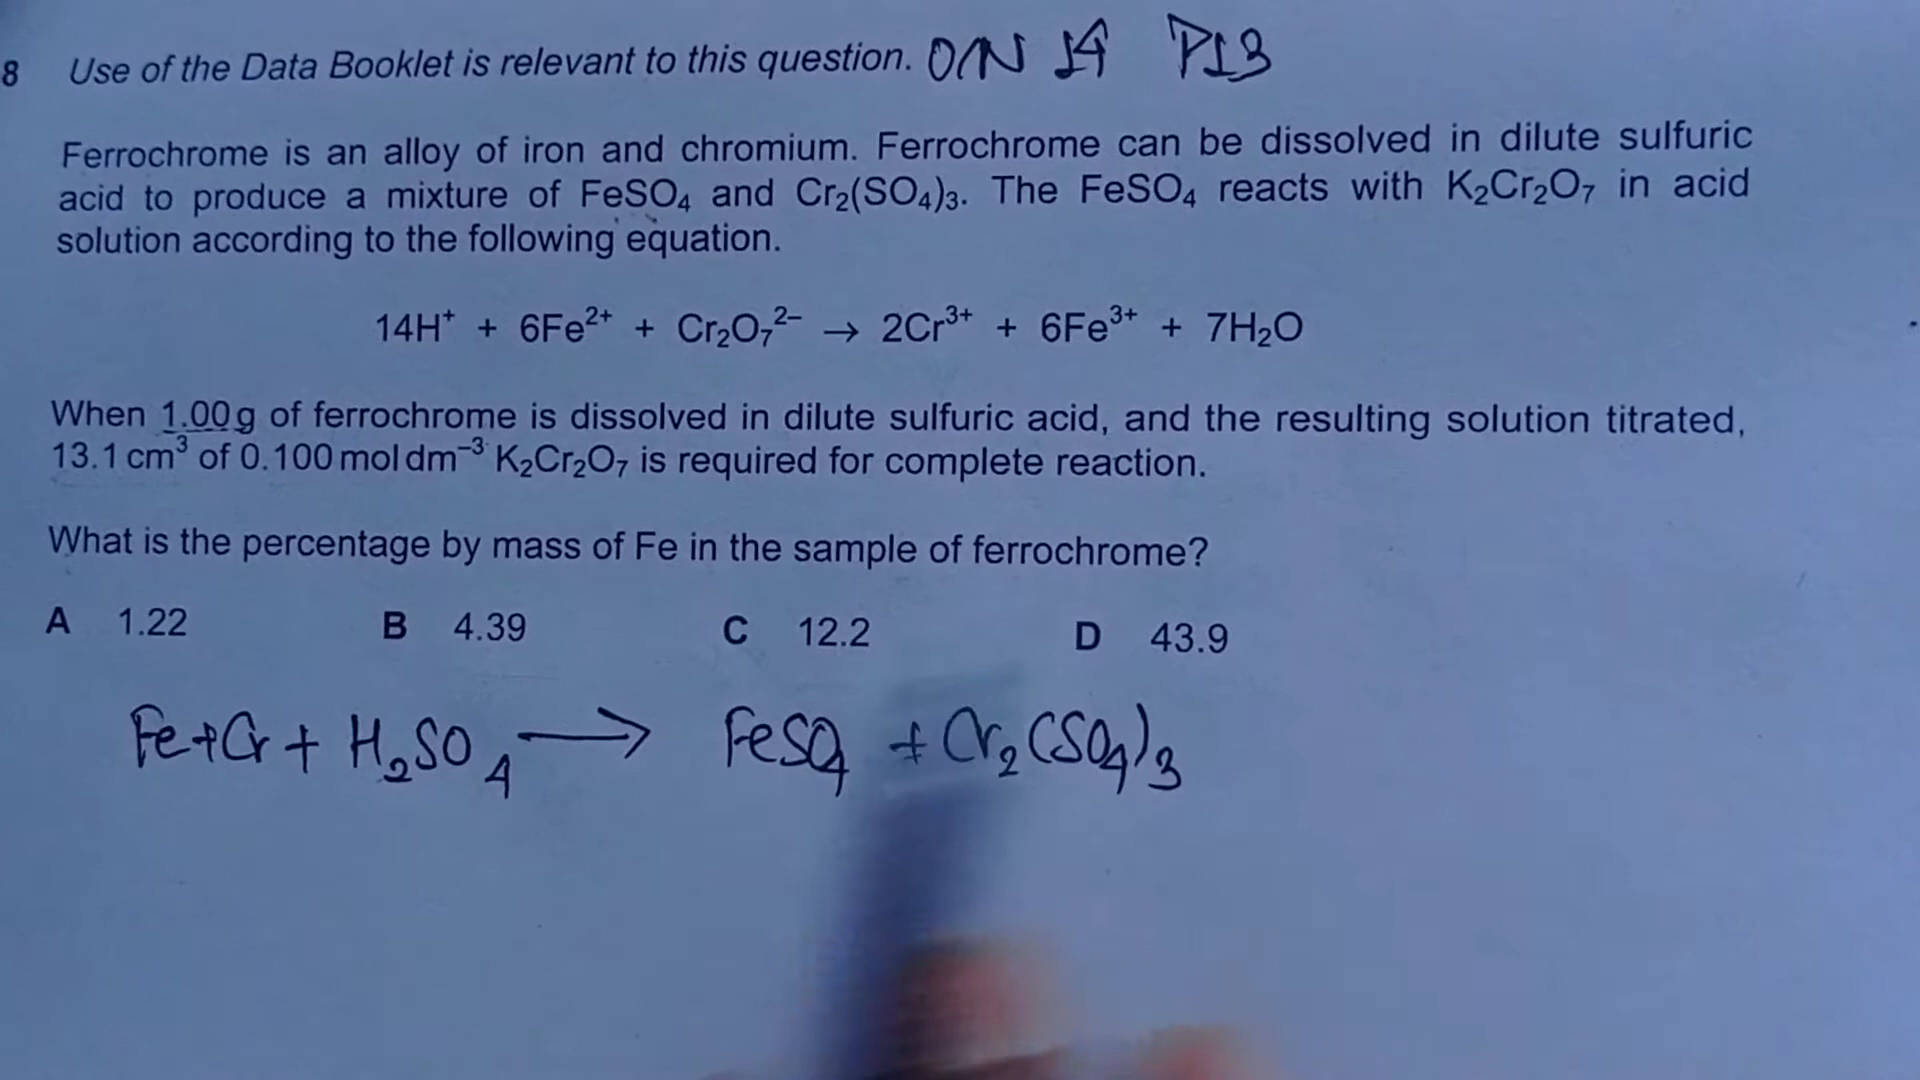 8 Use of the Data Booklet is relevant to this question. O/N 14 P13
Ferrochrome is an alloy of iron and chromium. Ferrochrome can be dissolved in dilute sulfuric
acid to produce a mixture of FeSO₄ and Cr₂(SO₄)₃. The FeSO₄ reacts with K₂Cr₂O₇ in acid
solution according to the following equation.
14H⁺ + 6Fe²⁺ + Cr₂O₇²⁻ → 2Cr³⁺ + 6Fe³⁺ + 7H₂O
When 1.00 g of ferrochrome is dissolved in dilute sulfuric acid, and the resulting solution titrated,
13.1 cm³ of 0.100 mol dm⁻³ K₂Cr₂O₇ is required for complete reaction.
What is the percentage by mass of Fe in the sample of ferrochrome?
A 1.22 B 4.39 C 12.2 D 43.9
Fe+Cr + H₂SO₄ → FeSO₄ + Cr₂(SO₄)₃